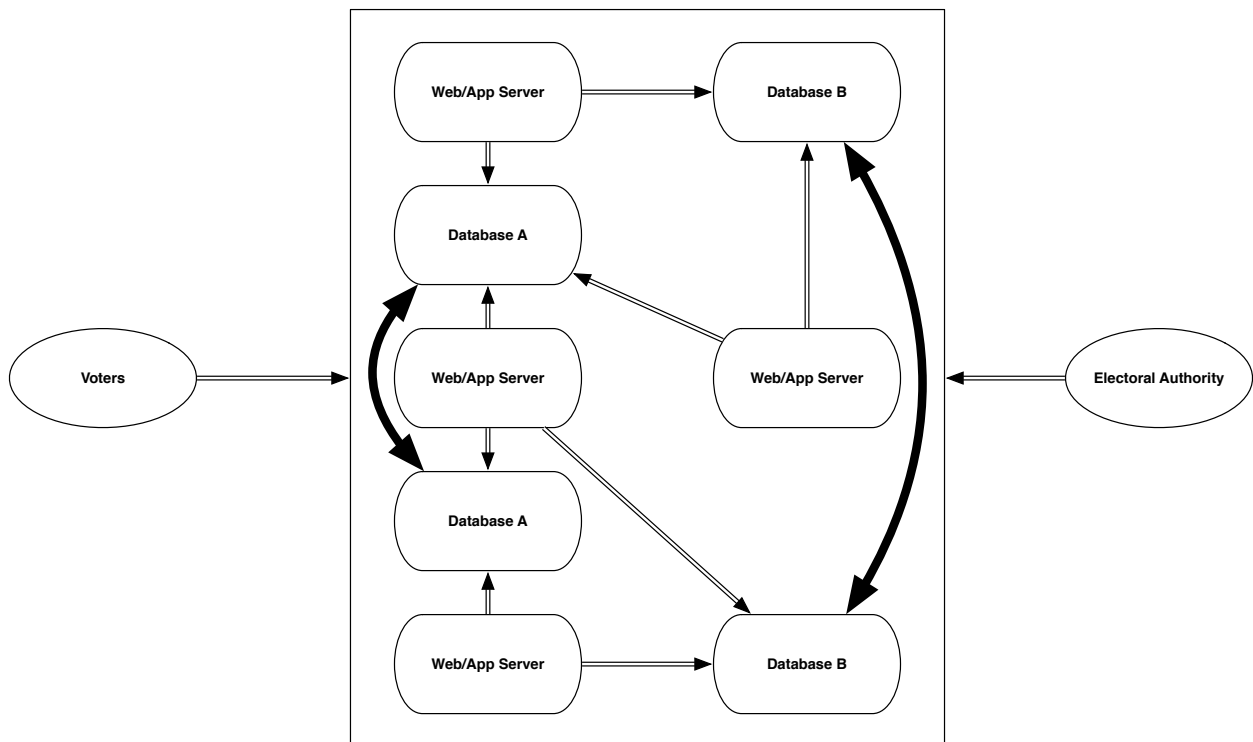 Web/App Server
Database B
Database A
Voters
Web/App Server
Web/App Server
Electoral Authority
Database A
Web/App Server
Database B